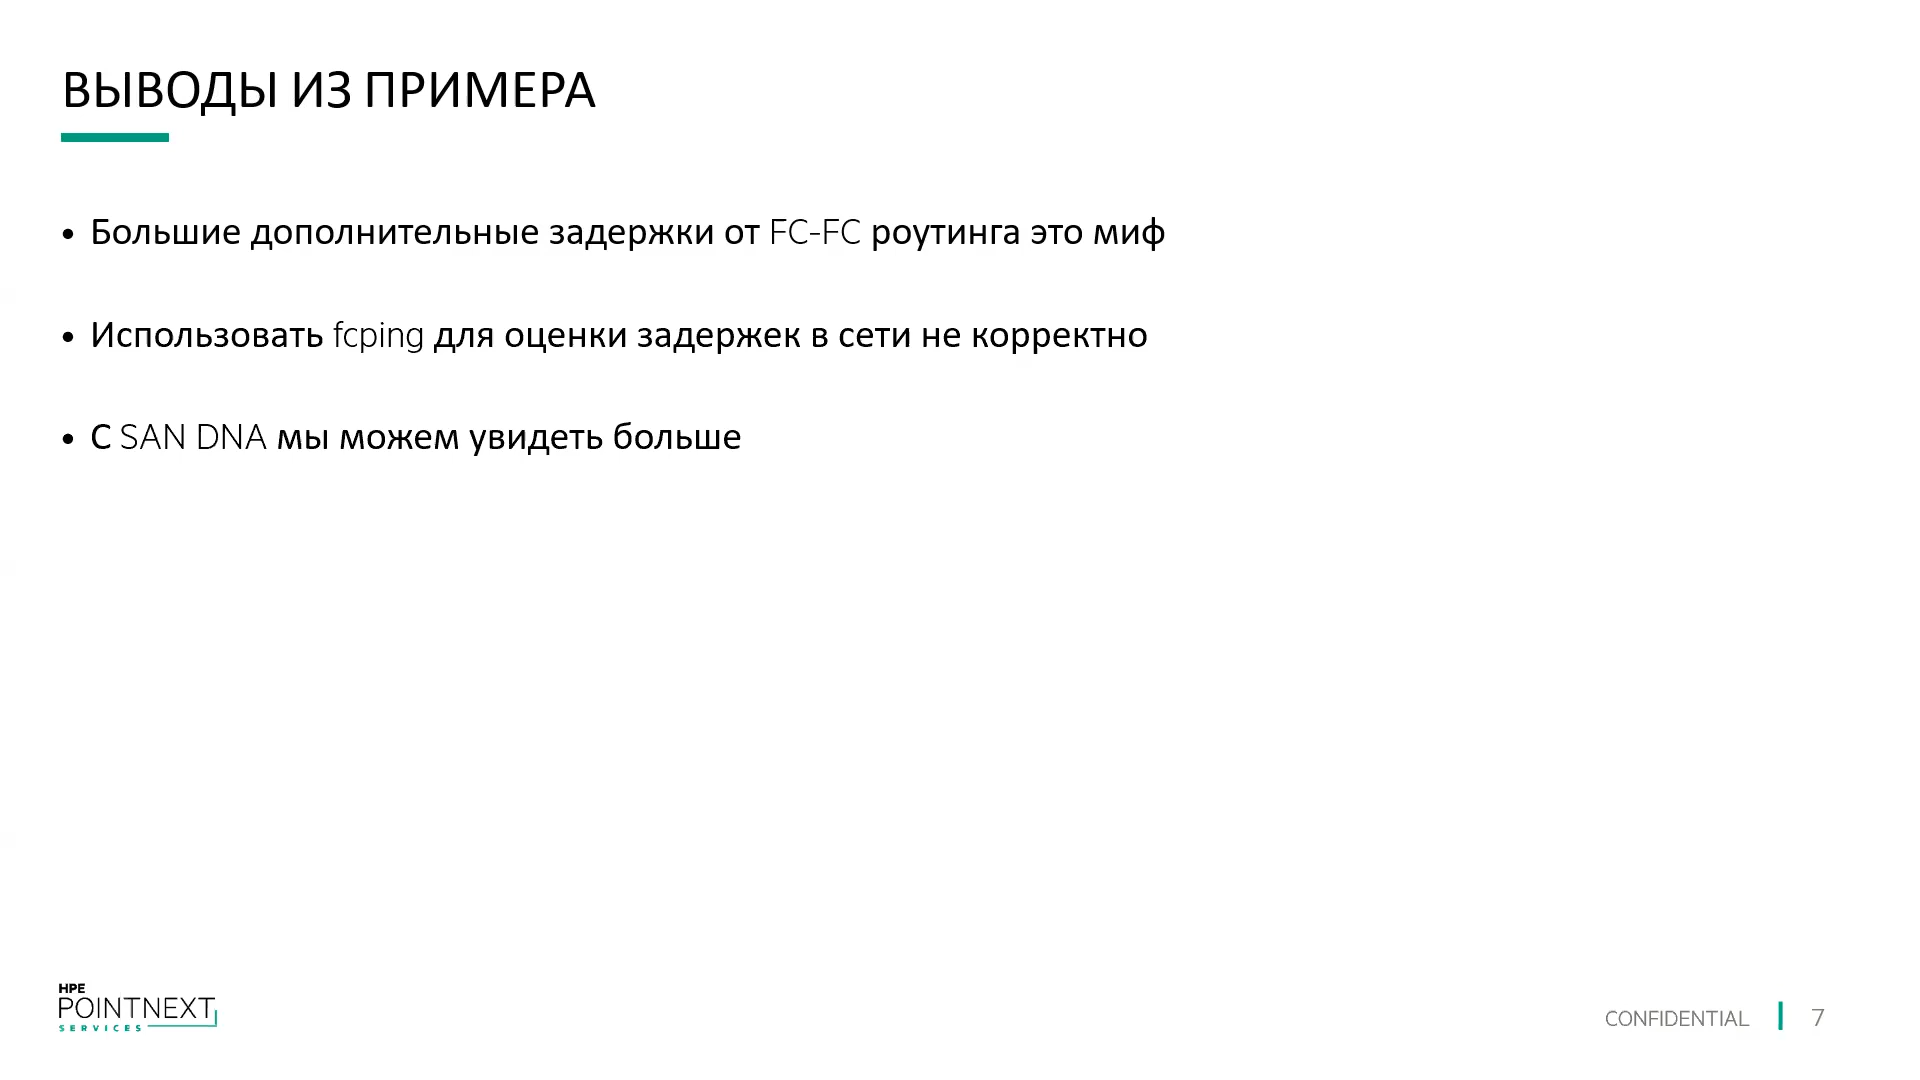 ВЫВОДЫ ИЗ ПРИМЕРА
• Большие дополнительные задержки от FC-FC роутинга это миф
• Использовать fcping для оценки задержек в сети не корректно
• С SAN DNA мы можем увидеть больше
HPE
POINTNEXT
SERVICES
CONFIDENTIAL 7